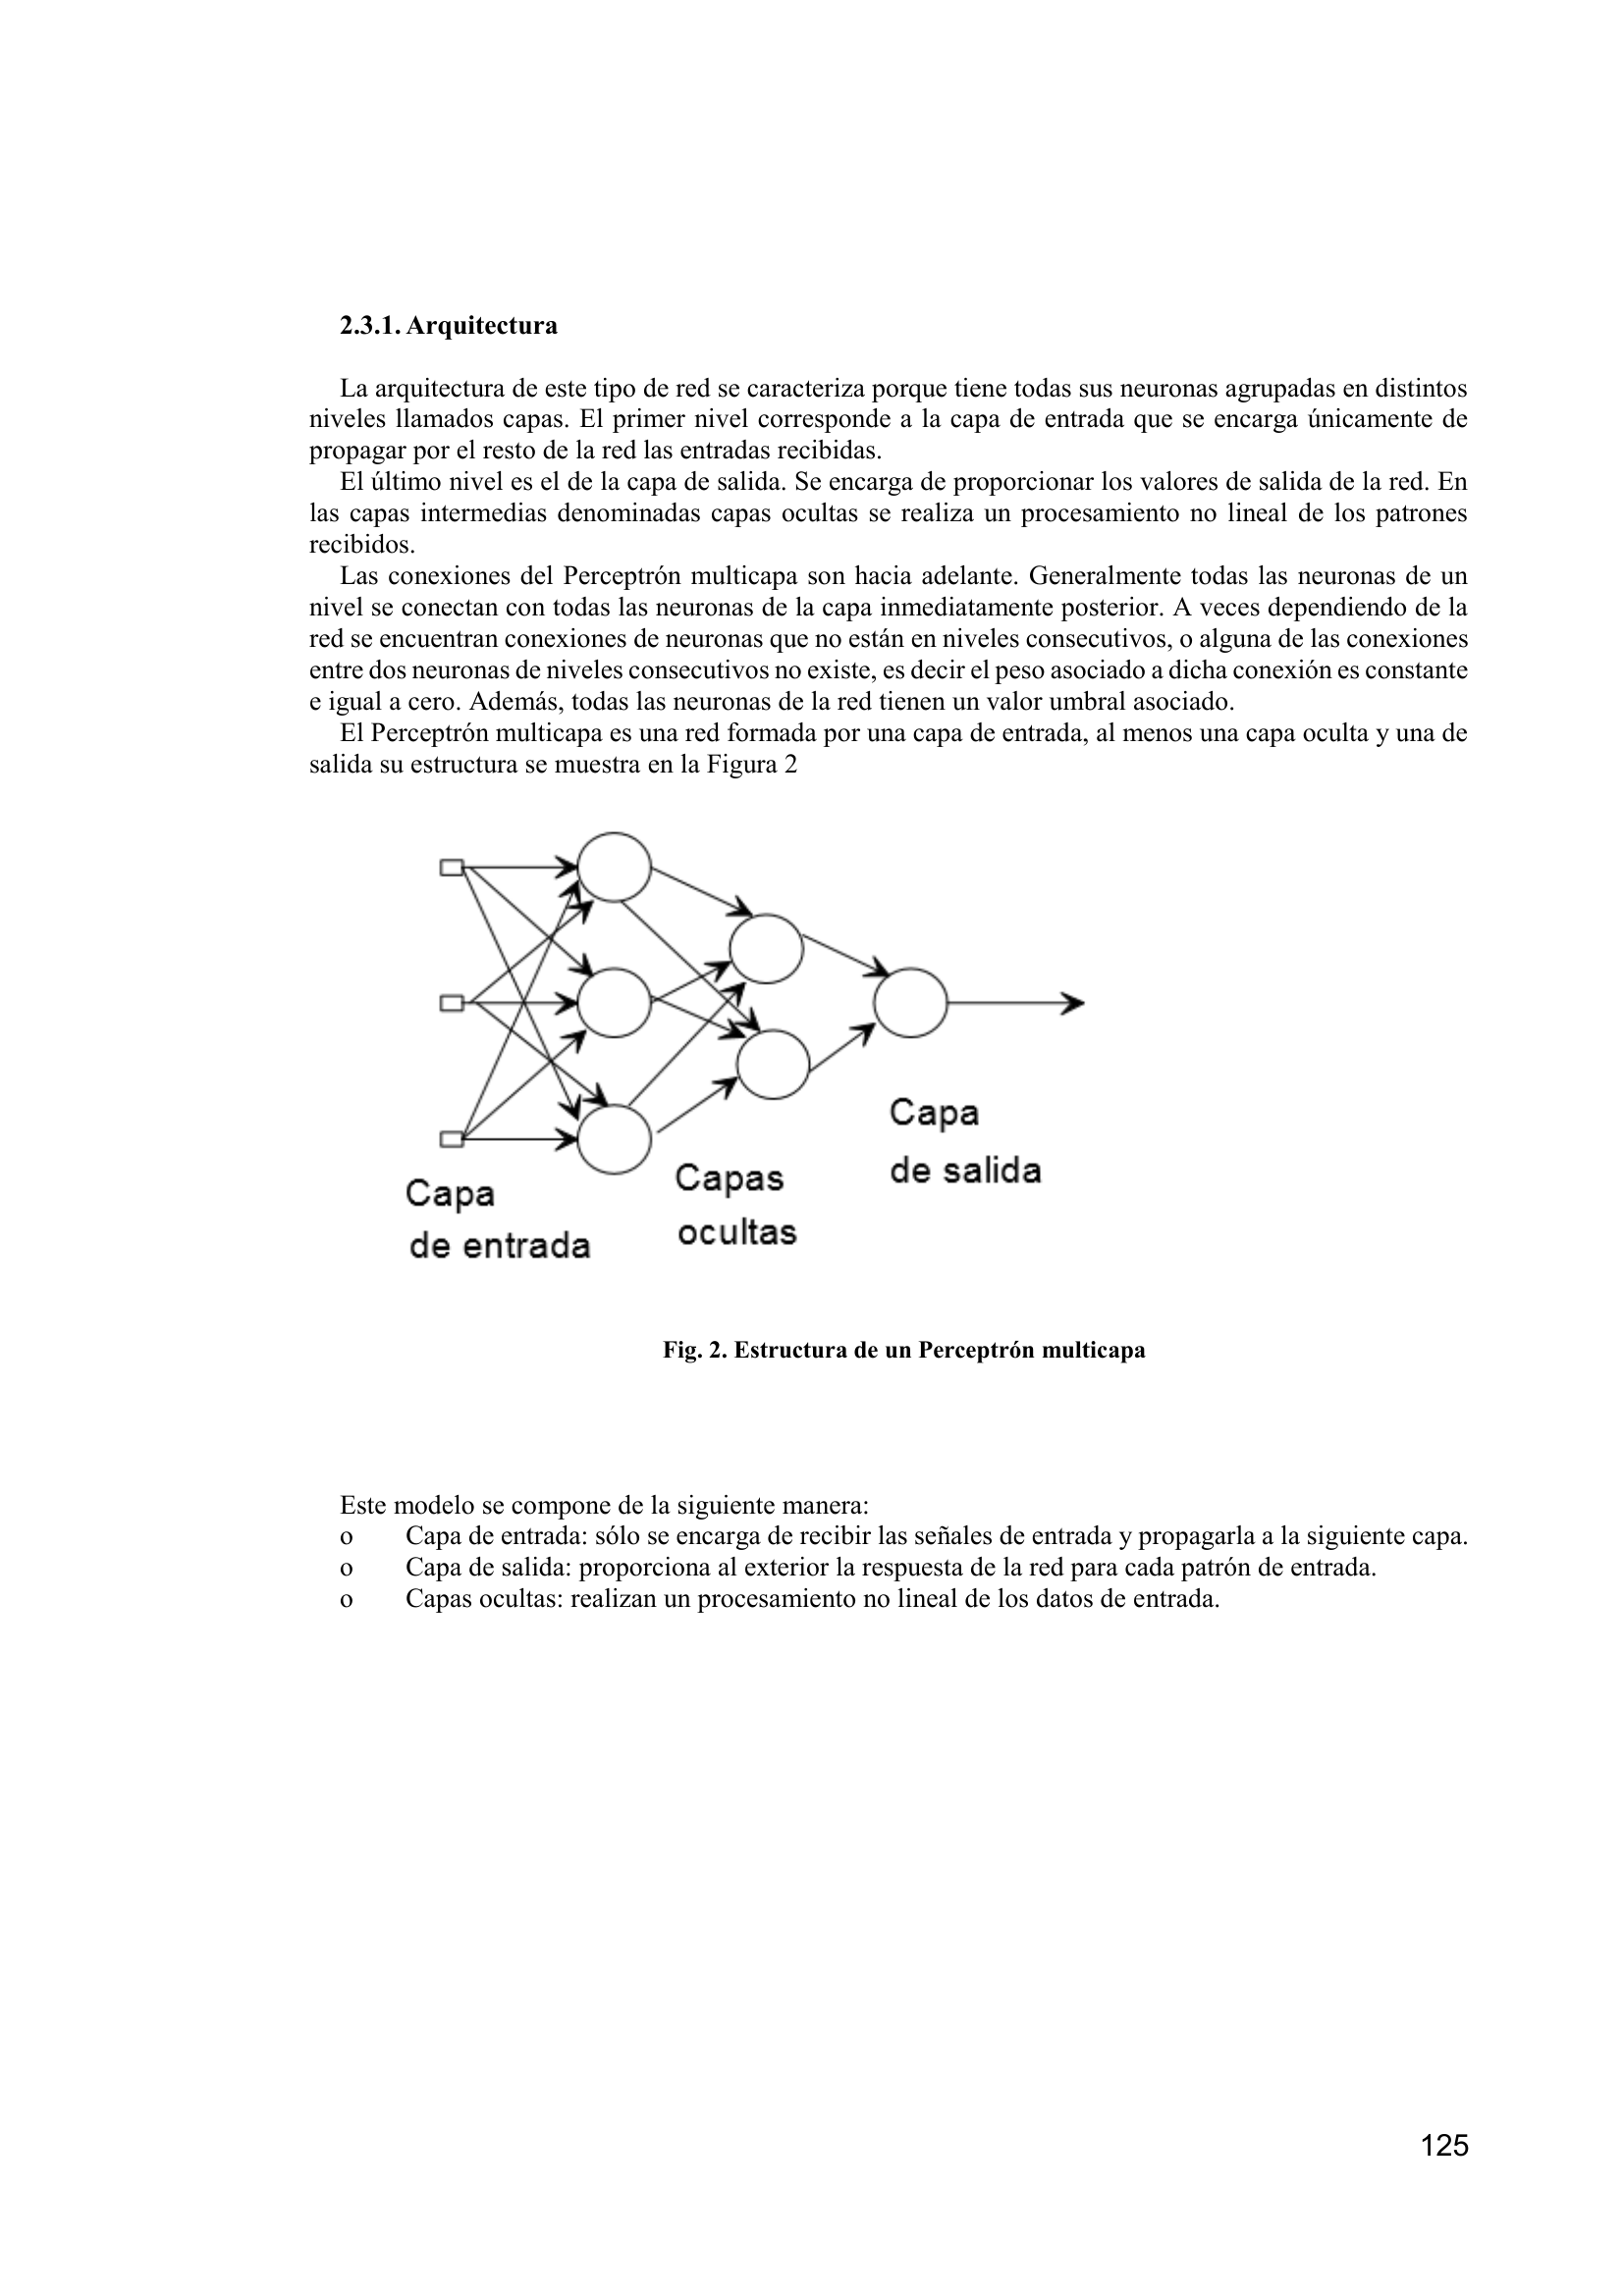 2.3.1. Arquitectura
La arquitectura de este tipo de red se caracteriza porque tiene todas sus neuronas agrupadas en distintos
niveles llamados capas. El primer nivel corresponde a la capa de entrada que se encarga únicamente de
propagar por el resto de la red las entradas recibidas.
El último nivel es el de la capa de salida. Se encarga de proporcionar los valores de salida de la red. En
las capas intermedias denominadas capas ocultas se realiza un procesamiento no lineal de los patrones
recibidos.
Las conexiones del Perceptrón multicapa son hacia adelante. Generalmente todas las neuronas de un
nivel se conectan con todas las neuronas de la capa inmediatamente posterior. A veces dependiendo de la
red se encuentran conexiones de neuronas que no están en niveles consecutivos, o alguna de las conexiones
entre dos neuronas de niveles consecutivos no existe, es decir el peso asociado a dicha conexión es constante
e igual a cero. Además, todas las neuronas de la red tienen un valor umbral asociado.
El Perceptrón multicapa es una red formada por una capa de entrada, al menos una capa oculta y una de
salida su estructura se muestra en la Figura 2
Capa
de entrada
Capas
ocultas
Capa
de salida
Fig. 2. Estructura de un Perceptrón multicapa
Este modelo se compone de la siguiente manera:
o Capa de entrada: sólo se encarga de recibir las señales de entrada y propagarla a la siguiente capa.
o Capa de salida: proporciona al exterior la respuesta de la red para cada patrón de entrada.
o Capas ocultas: realizan un procesamiento no lineal de los datos de entrada.
125